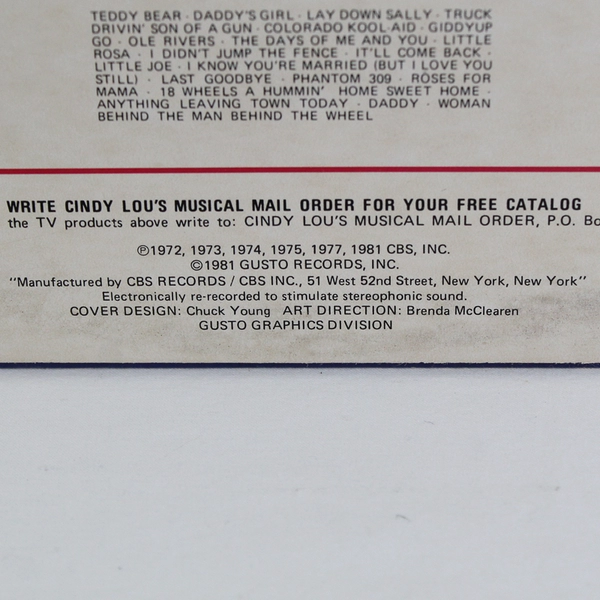 TEDDY BEAR · DADDY'S GIRL · LAY DOWN SALLY · TRUCK
DRIVIN' SON OF A GUN · COLORADO KOOL-AID · GIDDYUP
GO · OLE RIVERS · THE DAYS OF ME AND YOU · LITTLE
ROSA · I DIDN'T JUMP THE FENCE · IT'LL COME BACK ·
LITTLE JOE · I KNOW YOU'RE MARRIED (BUT I LOVE YOU
STILL) · LAST GOODBYE · PHANTOM 309 · ROSES FOR
MAMA · 18 WHEELS A HUMMIN' HOME SWEET HOME ·
ANYTHING LEAVING TOWN TODAY · DADDY · WOMAN
BEHIND THE MAN BEHIND THE WHEEL
WRITE CINDY LOU'S MUSICAL MAIL ORDER FOR YOUR FREE CATALOG
the TV products above write to: CINDY LOU'S MUSICAL MAIL ORDER, P.O. Bo
℗1972, 1973, 1974, 1975, 1977, 1981 CBS, INC.
©1981 GUSTO RECORDS, INC.
"Manufactured by CBS RECORDS / CBS INC., 51 West 52nd Street, New York, New York"
Electronically re-recorded to stimulate stereophonic sound.
COVER DESIGN: Chuck Young ART DIRECTION: Brenda McClearen
GUSTO GRAPHICS DIVISION